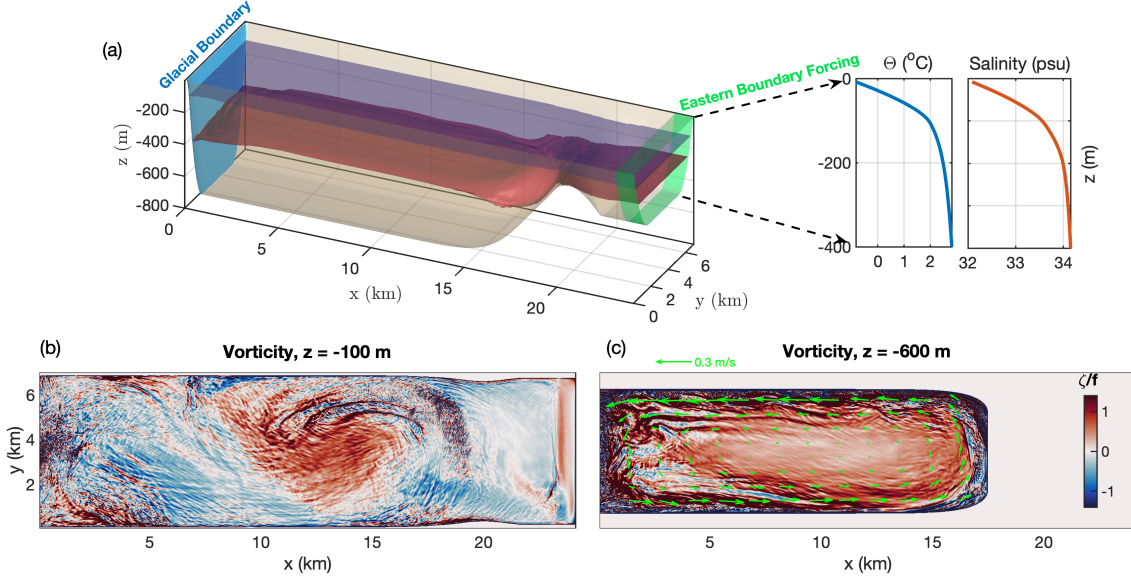 (a)
Glacial Boundary
Eastern Boundary Forcing
z (m)
-200
-400
-600
-800
0
5
10
15
20
x (km)
0
2
4
6
y (km)
Θ (°C)
Salinity (psu)
0
-200
-400
0 1 2
32 33 34
z (m)
(b)
Vorticity, z = -100 m
y (km)
6
4
2
5 10 15 20
x (km)
(c)
0.3 m/s
Vorticity, z = -600 m
ζ/f
1
0
-1
5 10 15 20
x (km)